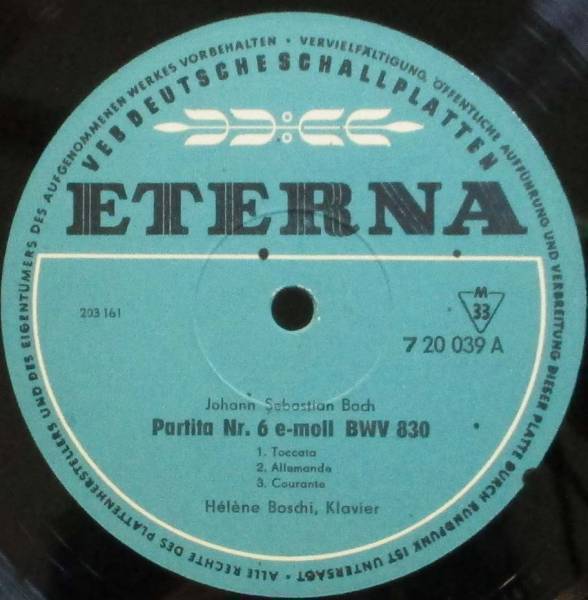 ALLE RECHTE DES PLATTENHERSTELLERS UND DES EIGENTÜMERS DES AUFGENOMMENEN WERKES VORBEHALTEN · VERVIELFÄLTIGUNG, ÖFFENTLICHE AUFFÜHRUNG UND VERBREITUNG DIESER PLATTE DURCH RUNDFUNK IST UNTERSAGT ·
VEB DEUTSCHE SCHALLPLATTEN
ETERNA
203 161
M
33
7 20 039 A
Johann Sebastian Bach
Partita Nr. 6 e-moll BWV 830
1. Toccata
2. Allemande
3. Courante
Hélène Boschi, Klavier